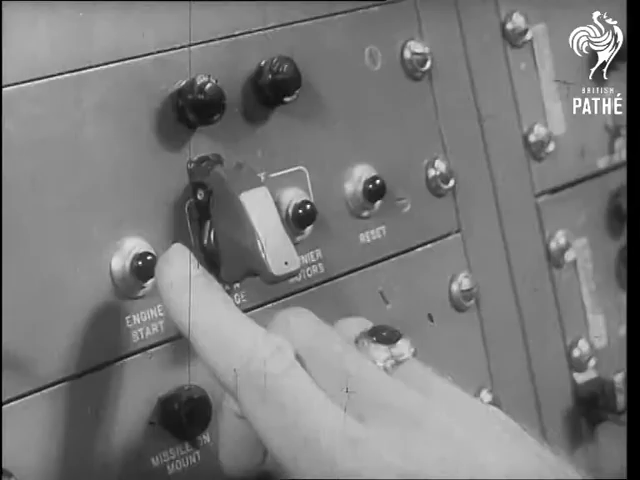 BRITISH
PATHÉ
RESET
ENGINE
START
MISSILE ON
MOUNT